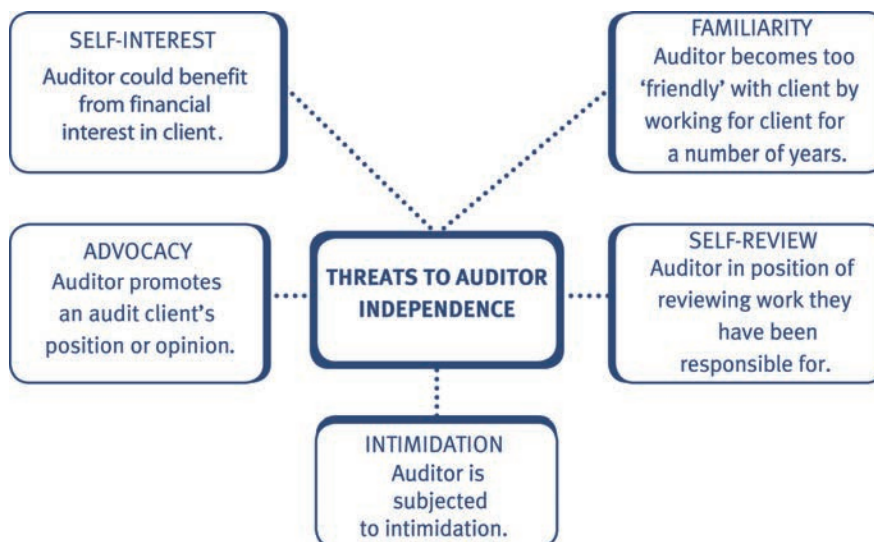 SELF-INTEREST
Auditor could benefit
from financial
interest in client.
FAMILIARITY
Auditor becomes too
‘friendly’ with client by
working for client for
a number of years.
ADVOCACY
Auditor promotes
an audit client’s
position or opinion.
THREATS TO AUDITOR
INDEPENDENCE
SELF-REVIEW
Auditor in position of
reviewing work they
have been
responsible for.
INTIMIDATION
Auditor is
subjected
to intimidation.